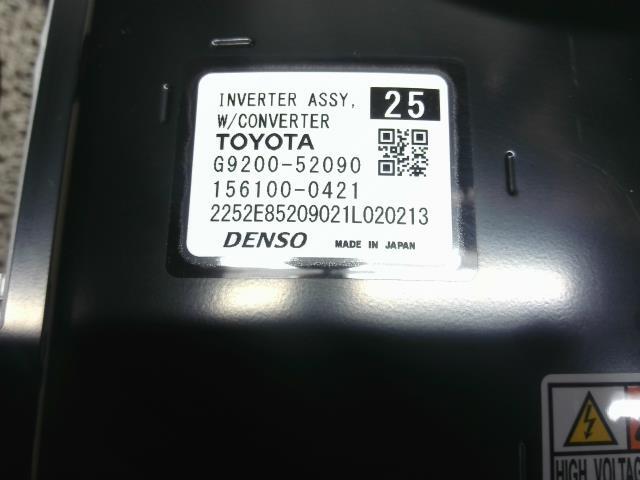 INVERTER ASSY, 25
W/CONVERTER
TOYOTA
G9200-52090
156100-0421
2252E85209021L020213
DENSO MADE IN JAPAN
HIGH VOLTAG